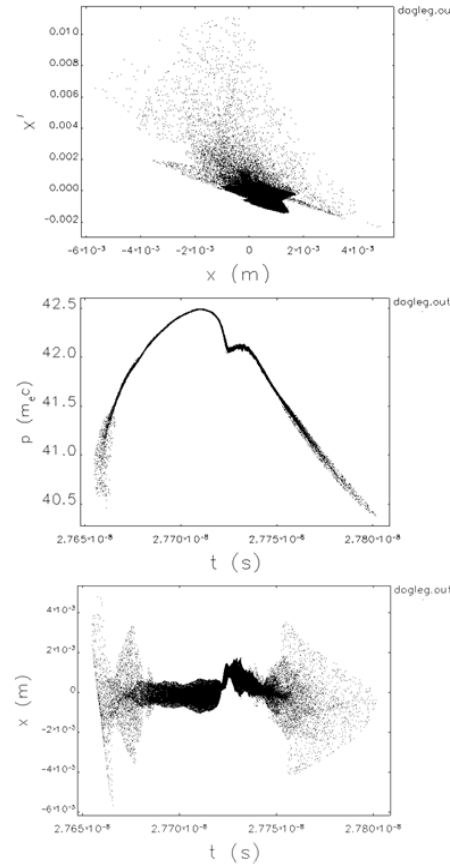 dogleg.out
0.010
0.008
0.006
0.004
0.002
0.000
−0.002
x'
−6×10⁻³ −4×10⁻³ −2×10⁻³ 0 2×10⁻³ 4×10⁻³
x (m)
dogleg.out
42.5
42.0
41.5
41.0
40.5
p (mₑc)
2.765×10⁻⁸ 2.770×10⁻⁸ 2.775×10⁻⁸ 2.780×10⁻⁸
t (s)
dogleg.out
4×10⁻³
2×10⁻³
0
−2×10⁻³
−4×10⁻³
−6×10⁻³
x (m)
2.765×10⁻⁸ 2.770×10⁻⁸ 2.775×10⁻⁸ 2.780×10⁻⁸
t (s)